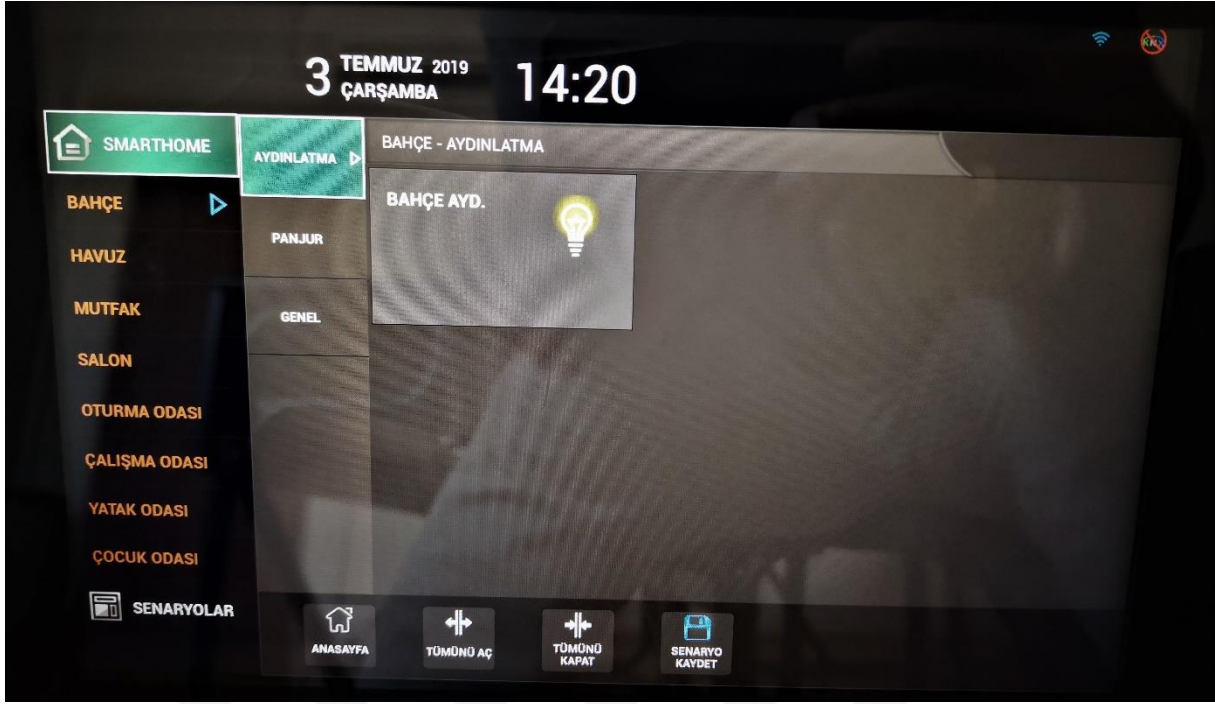 3 TEMMUZ 2019
ÇARŞAMBA
14:20
KNX
SMARTHOME
BAHÇE
HAVUZ
MUTFAK
SALON
OTURMA ODASI
ÇALIŞMA ODASI
YATAK ODASI
ÇOCUK ODASI
SENARYOLAR
AYDINLATMA
PANJUR
GENEL
BAHÇE - AYDINLATMA
BAHÇE AYD.
ANASAYFA
TÜMÜNÜ AÇ
TÜMÜNÜ
KAPAT
SENARYO
KAYDET